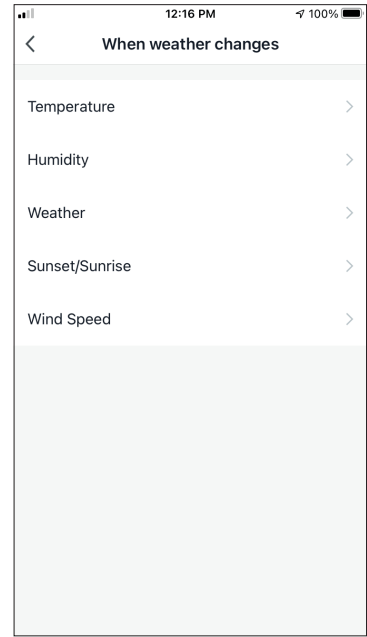 12:16 PM 100%
When weather changes
Temperature
Humidity
Weather
Sunset/Sunrise
Wind Speed